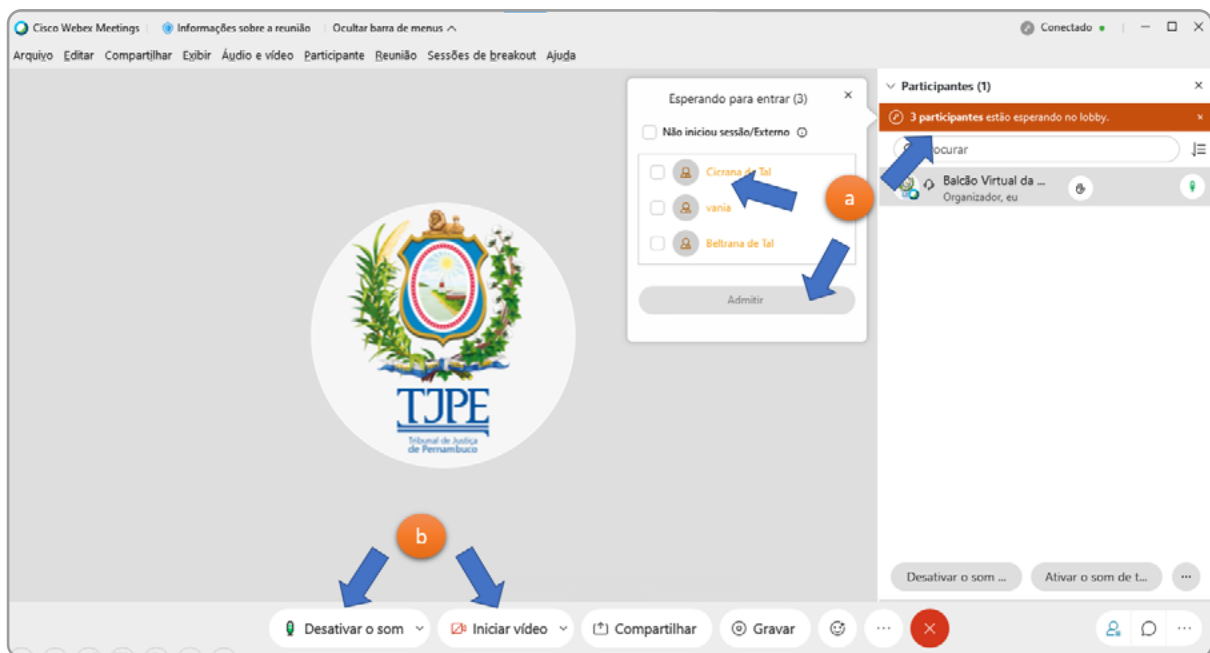 Cisco Webex Meetings
Informações sobre a reunião
Ocultar barra de menus
Conectado
Arquivo Editar Compartilhar Exibir Áudio e vídeo Participante Reunião Sessões de breakout Ajuda
Esperando para entrar (3)
Não iniciou sessão/Externo
Cicrana de Tal
vania
Beltrana de Tal
Admitir
a
Participantes (1)
3 participantes estão esperando no lobby.
Balcão Virtual da ...
Organizador, eu
TJPE
Tribunal de Justiça
de Pernambuco
b
Desativar o som ...
Ativar o som de t...
Desativar o som
Iniciar vídeo
Compartilhar
Gravar